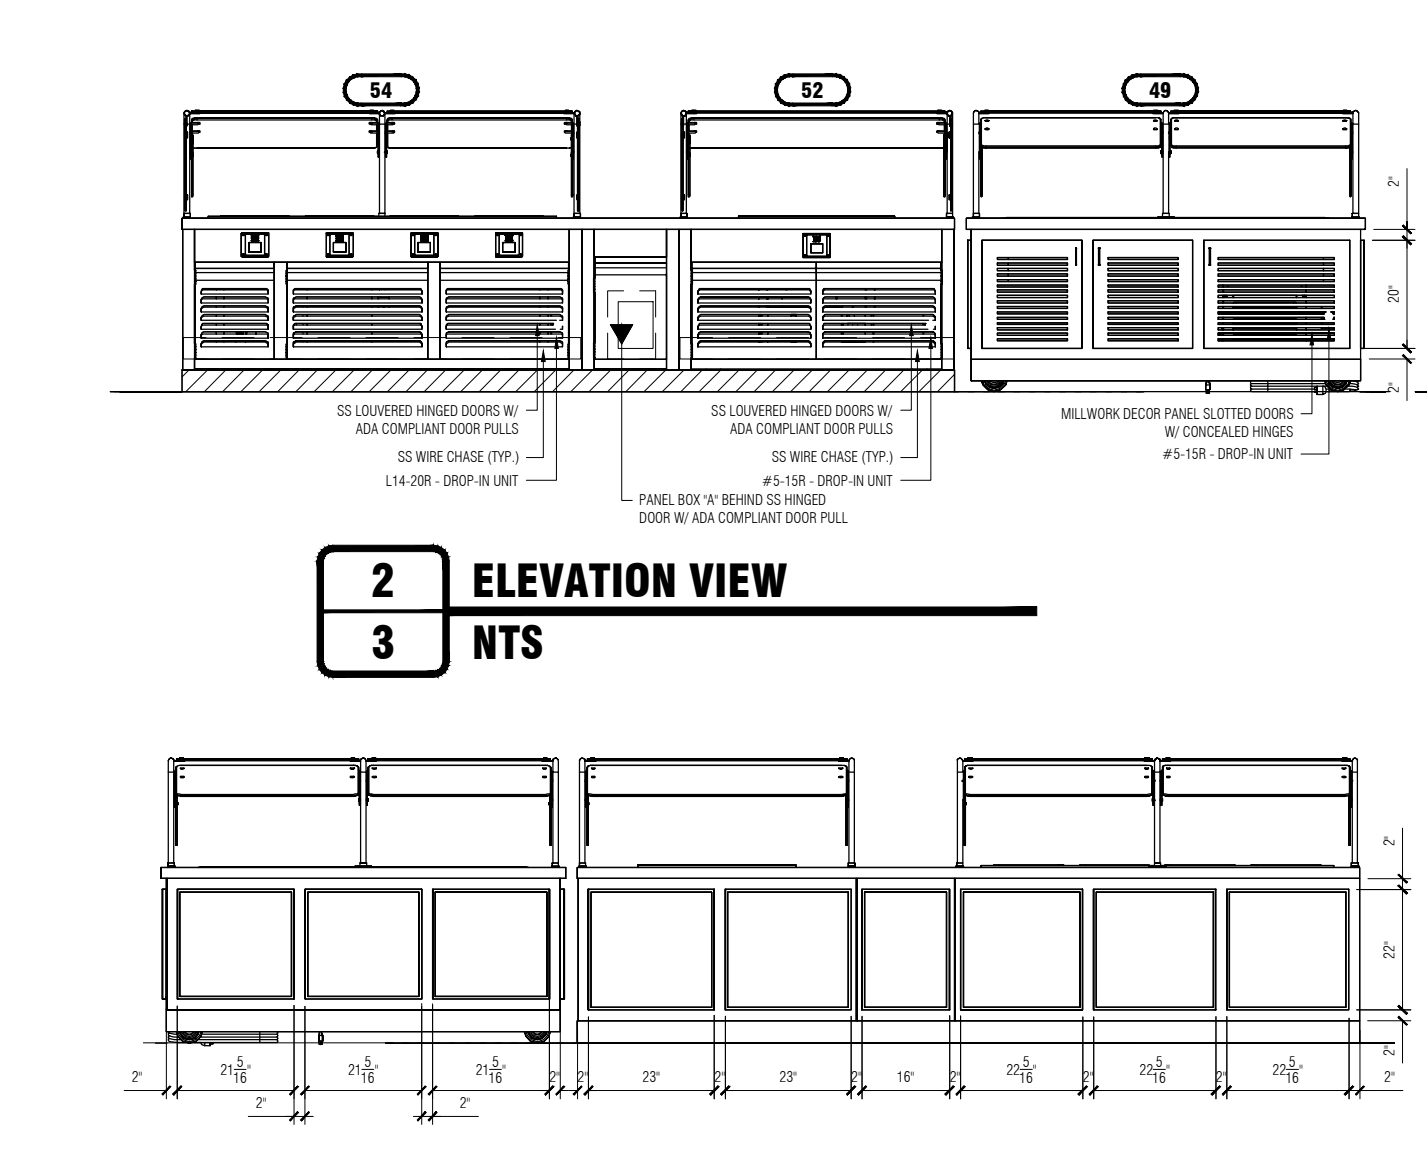 54
52
49
2"
20"
2"
SS LOUVERED HINGED DOORS W/
ADA COMPLIANT DOOR PULLS
SS WIRE CHASE (TYP.)
L14-20R - DROP-IN UNIT
SS LOUVERED HINGED DOORS W/
ADA COMPLIANT DOOR PULLS
SS WIRE CHASE (TYP.)
#5-15R - DROP-IN UNIT
PANEL BOX "A" BEHIND SS HINGED
DOOR W/ ADA COMPLIANT DOOR PULL
MILLWORK DECOR PANEL SLOTTED DOORS
W/ CONCEALED HINGES
#5-15R - DROP-IN UNIT
2
ELEVATION VIEW
3
NTS
2"
22"
2"
2" 21 5/16" 21 5/16" 21 5/16" 2" 2" 23" 2" 23" 2" 16" 2" 22 5/16" 2" 22 5/16" 2" 22 5/16" 2"
2" 2"